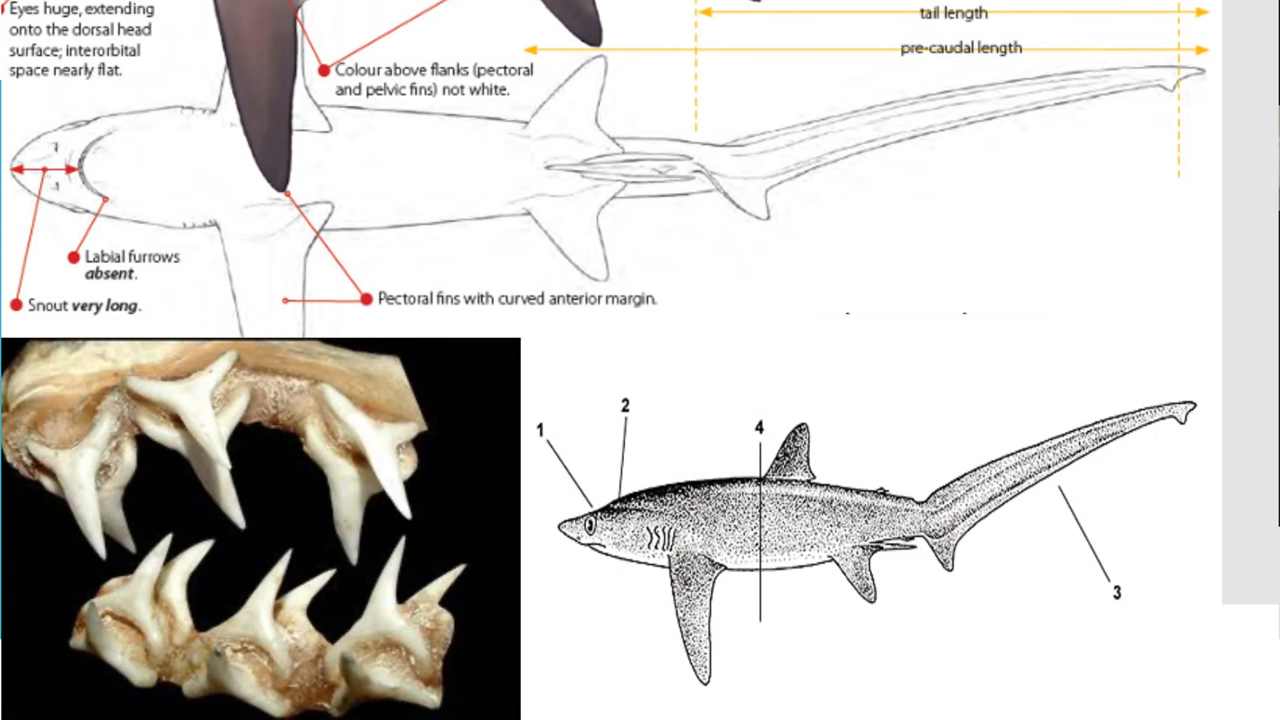 Eyes huge, extending
onto the dorsal head
surface; interorbital
space nearly flat.
tail length
pre-caudal length
Colour above flanks (pectoral
and pelvic fins) not white.
Labial furrows
absent.
Snout very long.
Pectoral fins with curved anterior margin.
1
2
4
3